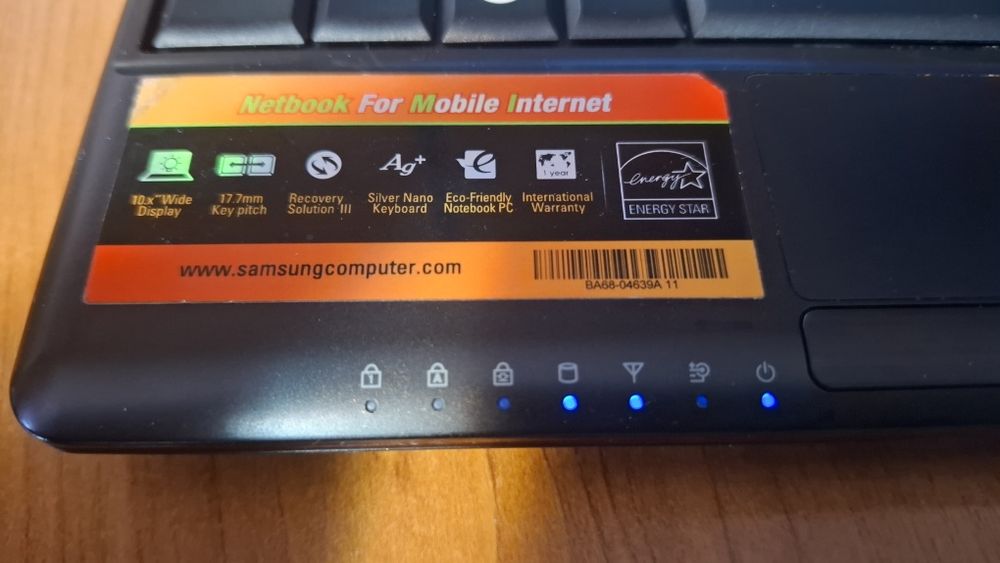 Netbook For Mobile Internet
10.x" Wide
Display
17.7mm
Key pitch
Recovery
Solution III
Ag+
Silver Nano
Keyboard
Eco-Friendly
Notebook PC
1 year
International
Warranty
energy
ENERGY STAR
www.samsungcomputer.com
BA68-04639A 11
1
A